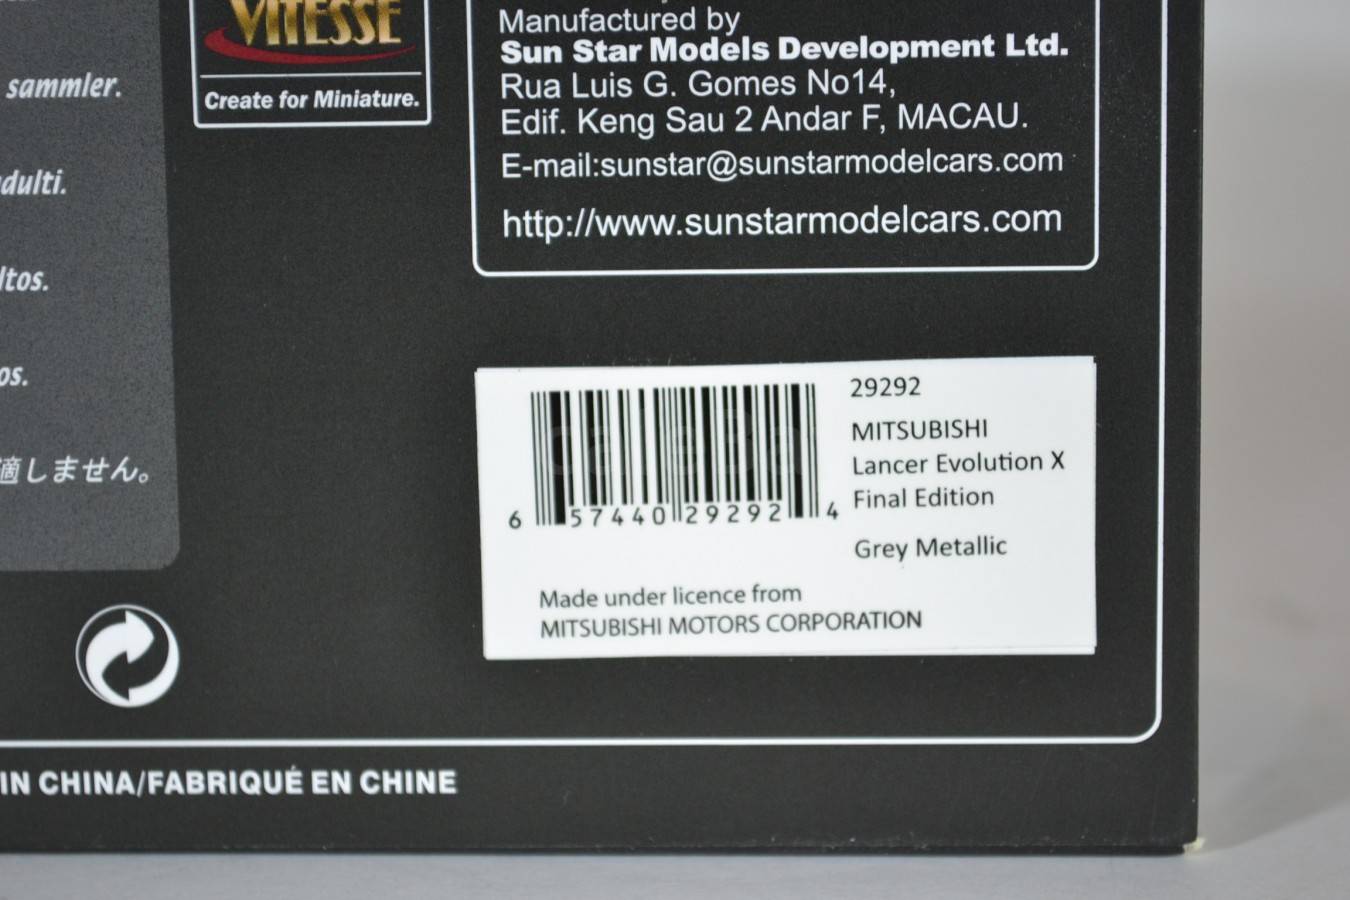 sammler.
dulti.
ltos.
os.
適しません。
VITESSE
Create for Miniature.
Manufactured by
Sun Star Models Development Ltd.
Rua Luis G. Gomes No14,
Edif. Keng Sau 2 Andar F, MACAU.
E-mail:sunstar@sunstarmodelcars.com
http://www.sunstarmodelcars.com
6 57440 29292 4
29292
MITSUBISHI
Lancer Evolution X
Final Edition
Grey Metallic
Made under licence from
MITSUBISHI MOTORS CORPORATION
IN CHINA/FABRIQUÉ EN CHINE